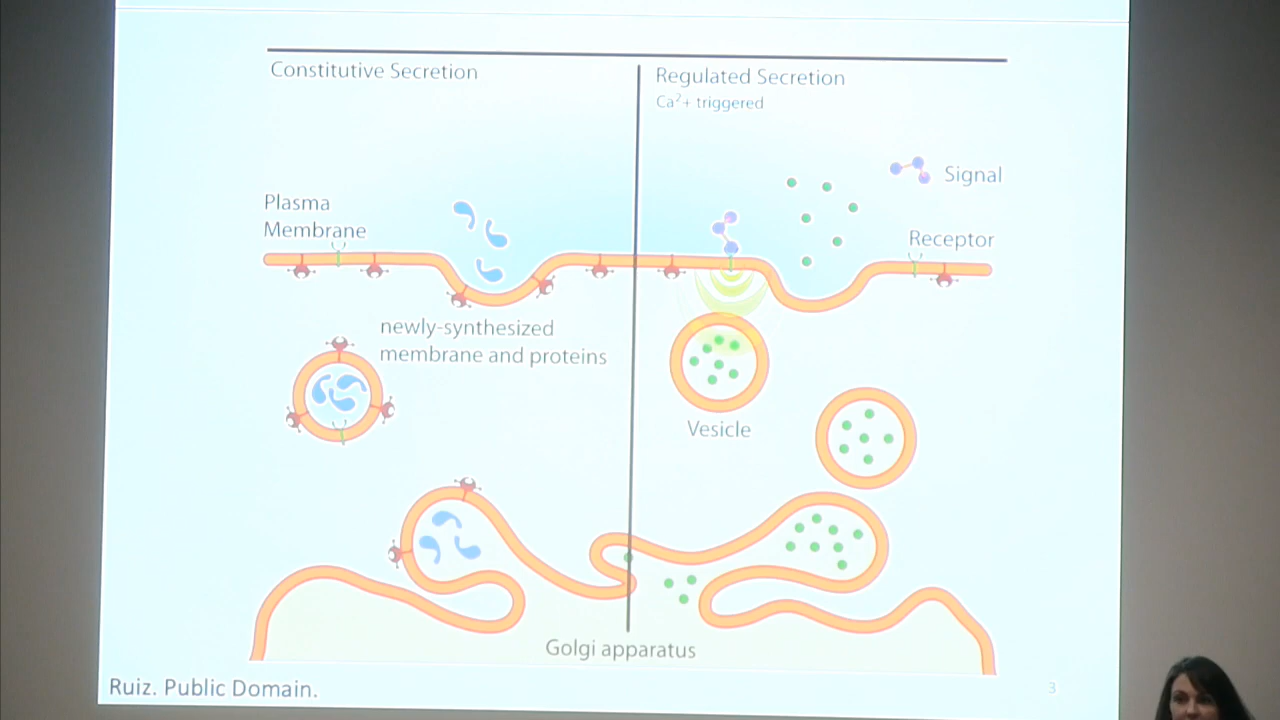 Constitutive Secretion
Regulated Secretion
Ca²+ triggered
Signal
Plasma
Membrane
Receptor
newly-synthesized
membrane and proteins
Vesicle
Golgi apparatus
Ruiz. Public Domain.
3